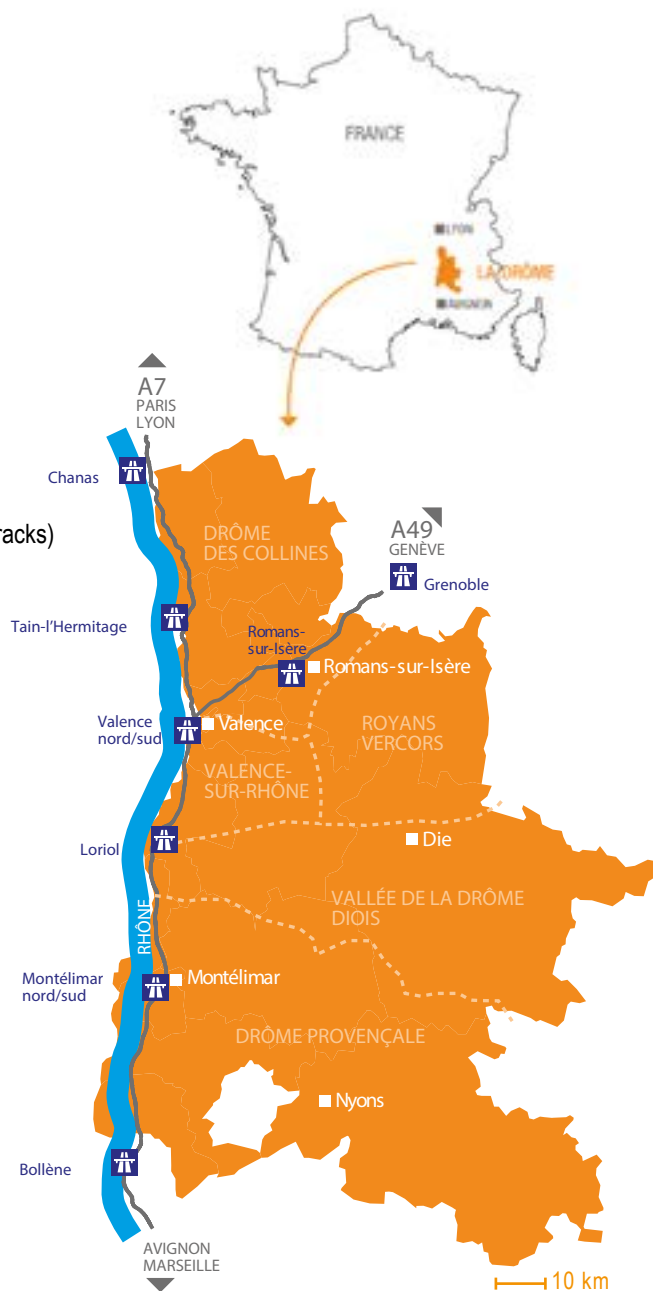 FRANCE
LYON
LA DRÔME
AVIGNON
A7
PARIS
LYON
Chanas
racks)
DRÔME
DES COLLINES
A49
GENÈVE
Grenoble
Tain-l'Hermitage
Romans-
sur-Isère
Romans-sur-Isère
Valence
nord/sud
Valence
ROYANS
VERCORS
VALENCE-
SUR-RHÔNE
Loriol
Die
VALLÉE DE LA DRÔME
DIOIS
RHÔNE
Montélimar
nord/sud
Montélimar
DRÔME PROVENÇALE
Nyons
Bollène
AVIGNON
MARSEILLE
10 km